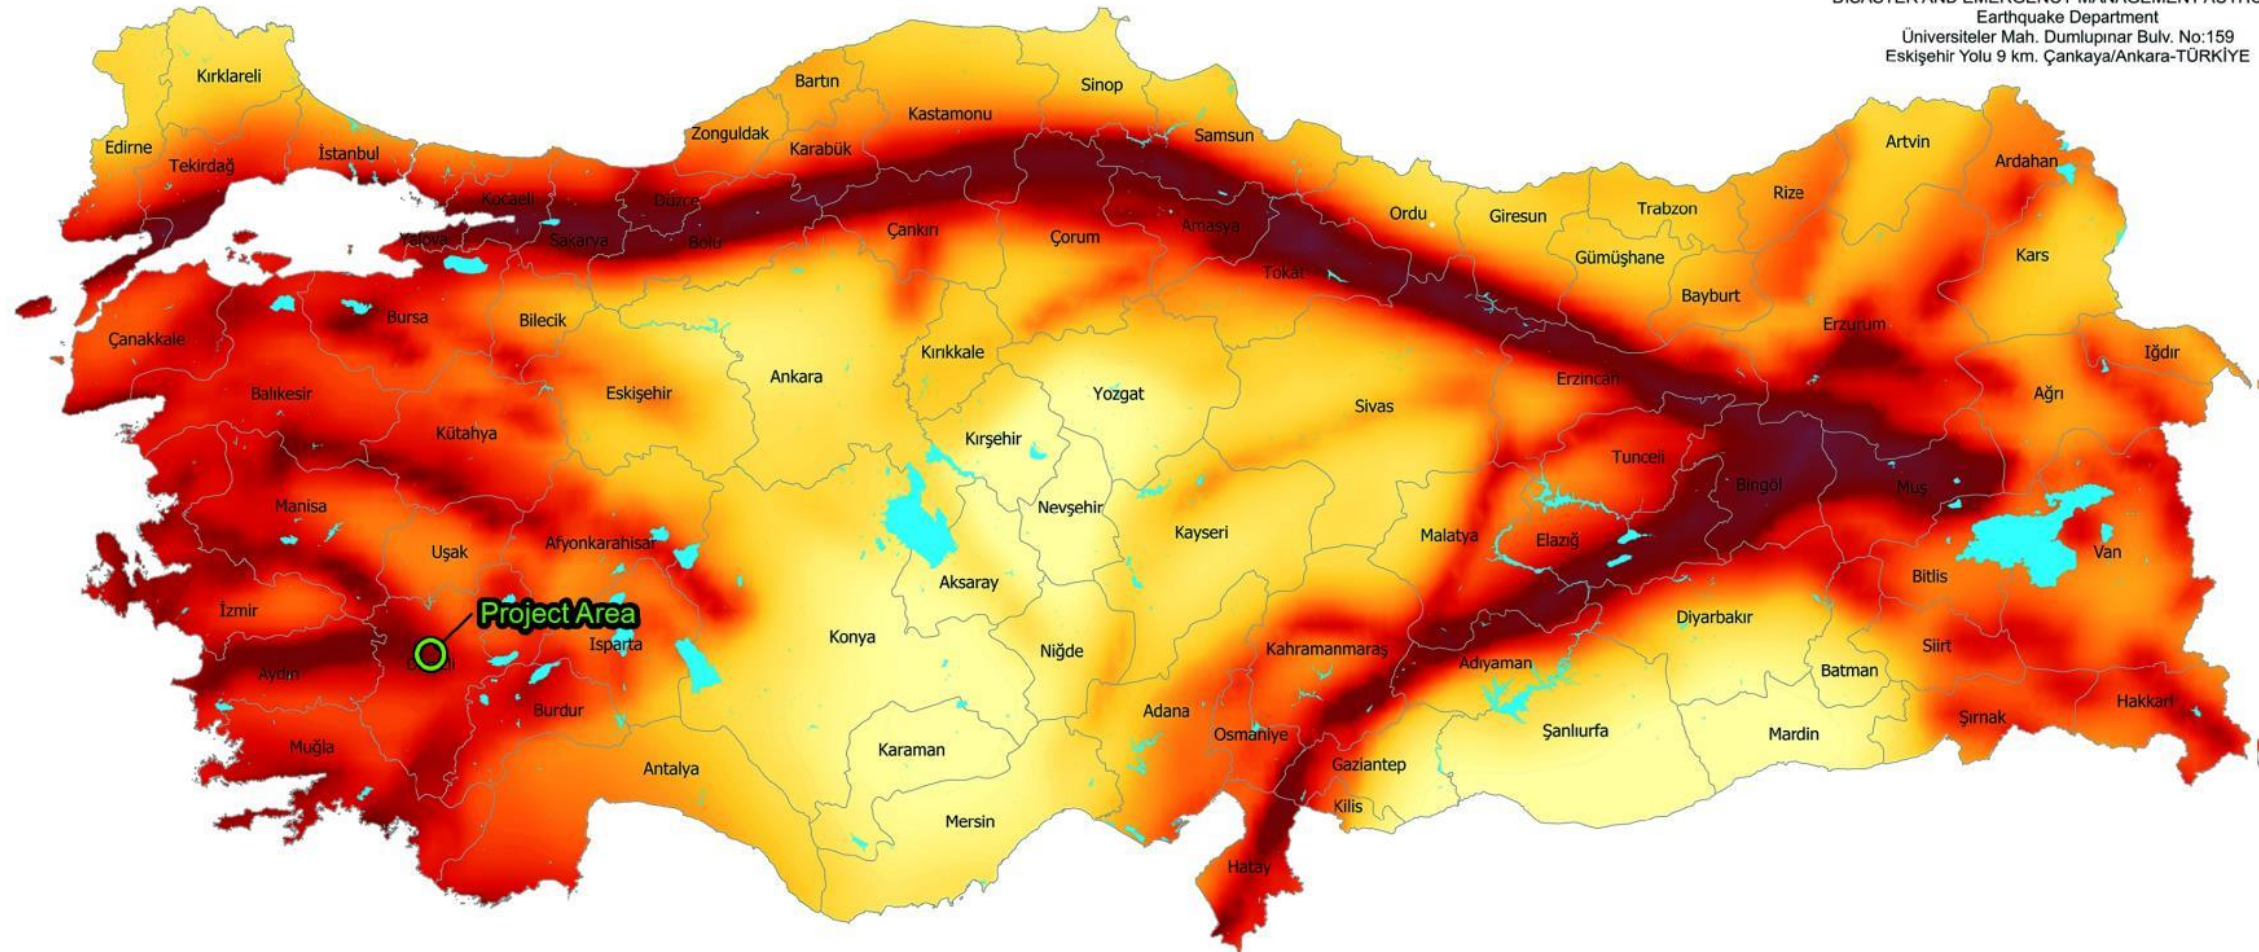 DISASTER AND EMERGENCY MANAGEMENT
Earthquake Department
Üniversiteler Mah. Dumlupınar Bulv. No:159
Eskişehir Yolu 9 km. Çankaya/Ankara-TÜRKİYE
Kırklareli
Edirne
Tekirdağ
İstanbul
Kocaeli
Yalova
Sakarya
Düzce
Bolu
Zonguldak
Bartın
Karabük
Kastamonu
Sinop
Samsun
Çankırı
Çorum
Amasya
Tokat
Ordu
Giresun
Trabzon
Gümüşhane
Bayburt
Rize
Artvin
Ardahan
Kars
Iğdır
Ağrı
Erzurum
Erzincan
Çanakkale
Bursa
Bilecik
Balıkesir
Kütahya
Eskişehir
Ankara
Kırıkkale
Yozgat
Kırşehir
Sivas
Tunceli
Bingöl
Muş
Manisa
Uşak
Afyonkarahisar
Nevşehir
Kayseri
Malatya
Elazığ
Van
Bitlis
İzmir
Project Area
Isparta
Aksaray
Konya
Niğde
Kahramanmaraş
Adıyaman
Diyarbakır
Batman
Siirt
Şırnak
Hakkari
Aydın
Burdur
Muğla
Antalya
Karaman
Mersin
Adana
Osmaniye
Gaziantep
Kilis
Şanlıurfa
Mardin
Hatay